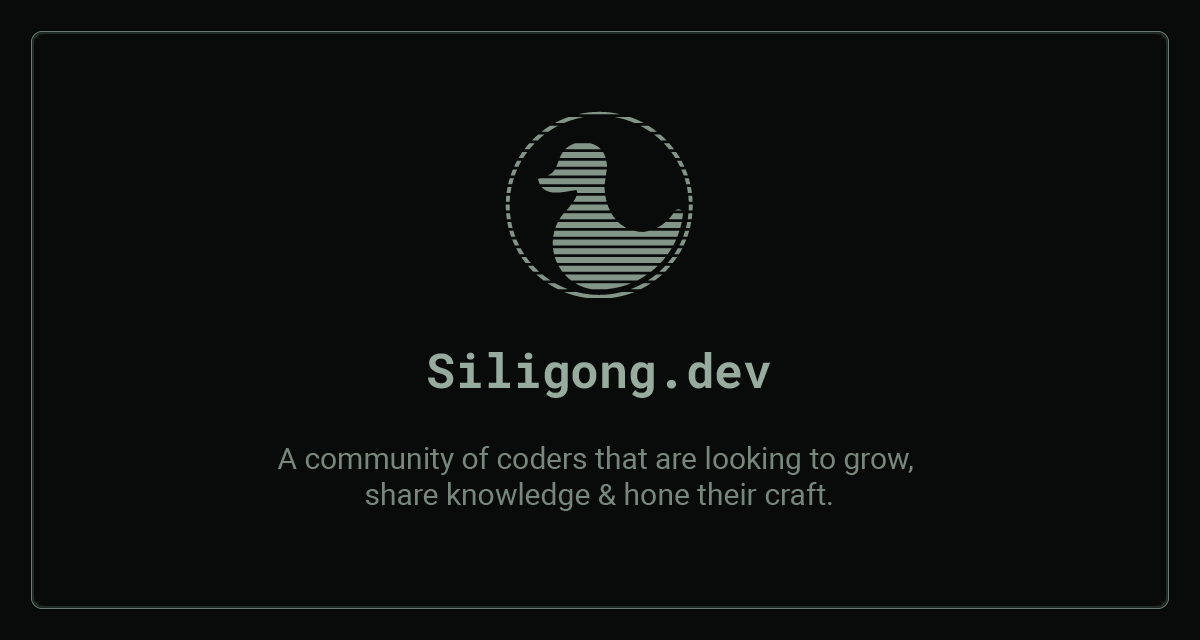 Siligong.dev
A community of coders that are looking to grow,
share knowledge & hone their craft.